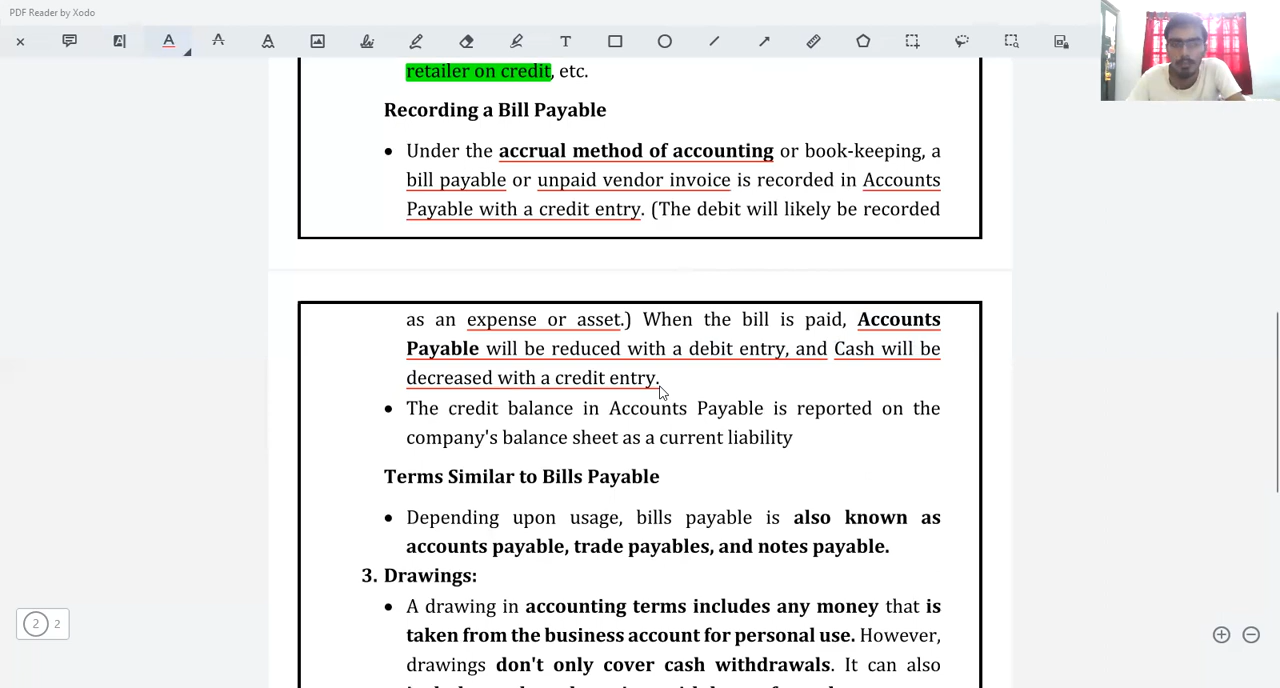 PDF Reader by Xodo
retailer on credit, etc.
Recording a Bill Payable
• Under the accrual method of accounting or book-keeping, a
bill payable or unpaid vendor invoice is recorded in Accounts
Payable with a credit entry. (The debit will likely be recorded
as an expense or asset.) When the bill is paid, Accounts
Payable will be reduced with a debit entry, and Cash will be
decreased with a credit entry.
• The credit balance in Accounts Payable is reported on the
company's balance sheet as a current liability
Terms Similar to Bills Payable
• Depending upon usage, bills payable is also known as
accounts payable, trade payables, and notes payable.
3. Drawings:
• A drawing in accounting terms includes any money that is
taken from the business account for personal use. However,
drawings don't only cover cash withdrawals. It can also
2 2